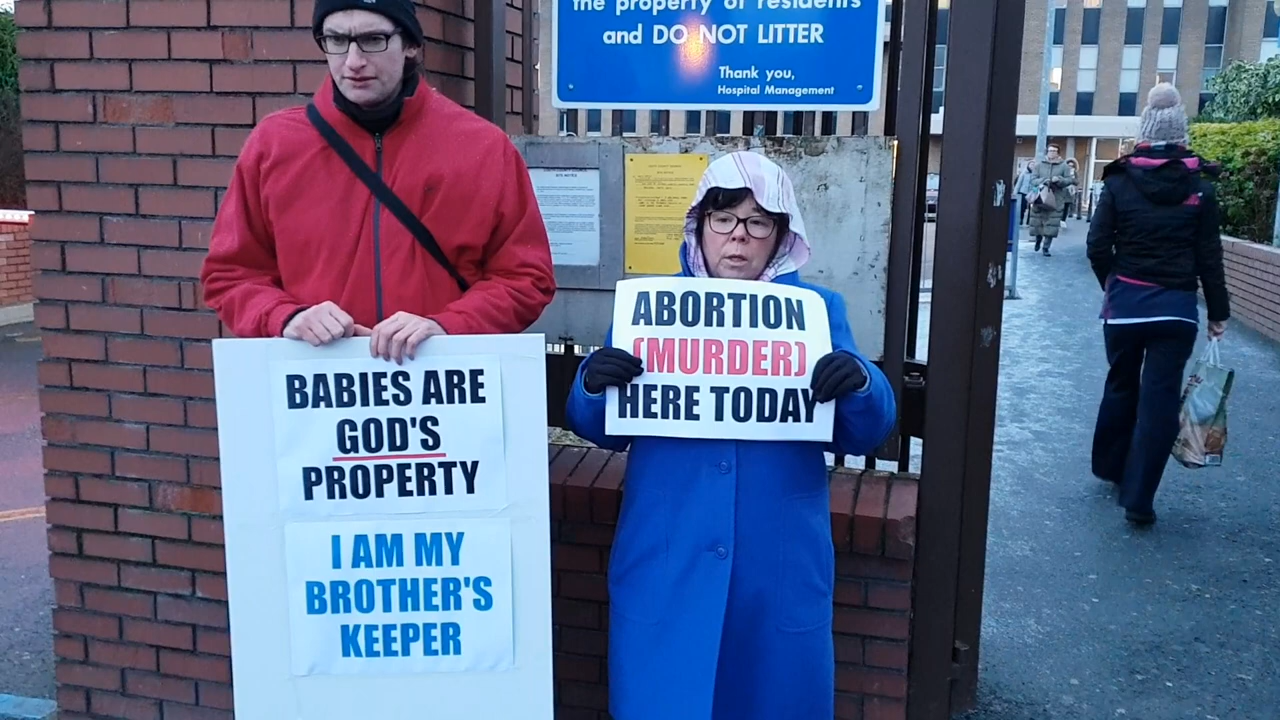 the property of residents
and DO NOT LITTER
Thank you,
Hospital Management
BABIES ARE
GOD'S
PROPERTY
I AM MY
BROTHER'S
KEEPER
ABORTION
(MURDER)
HERE TODAY